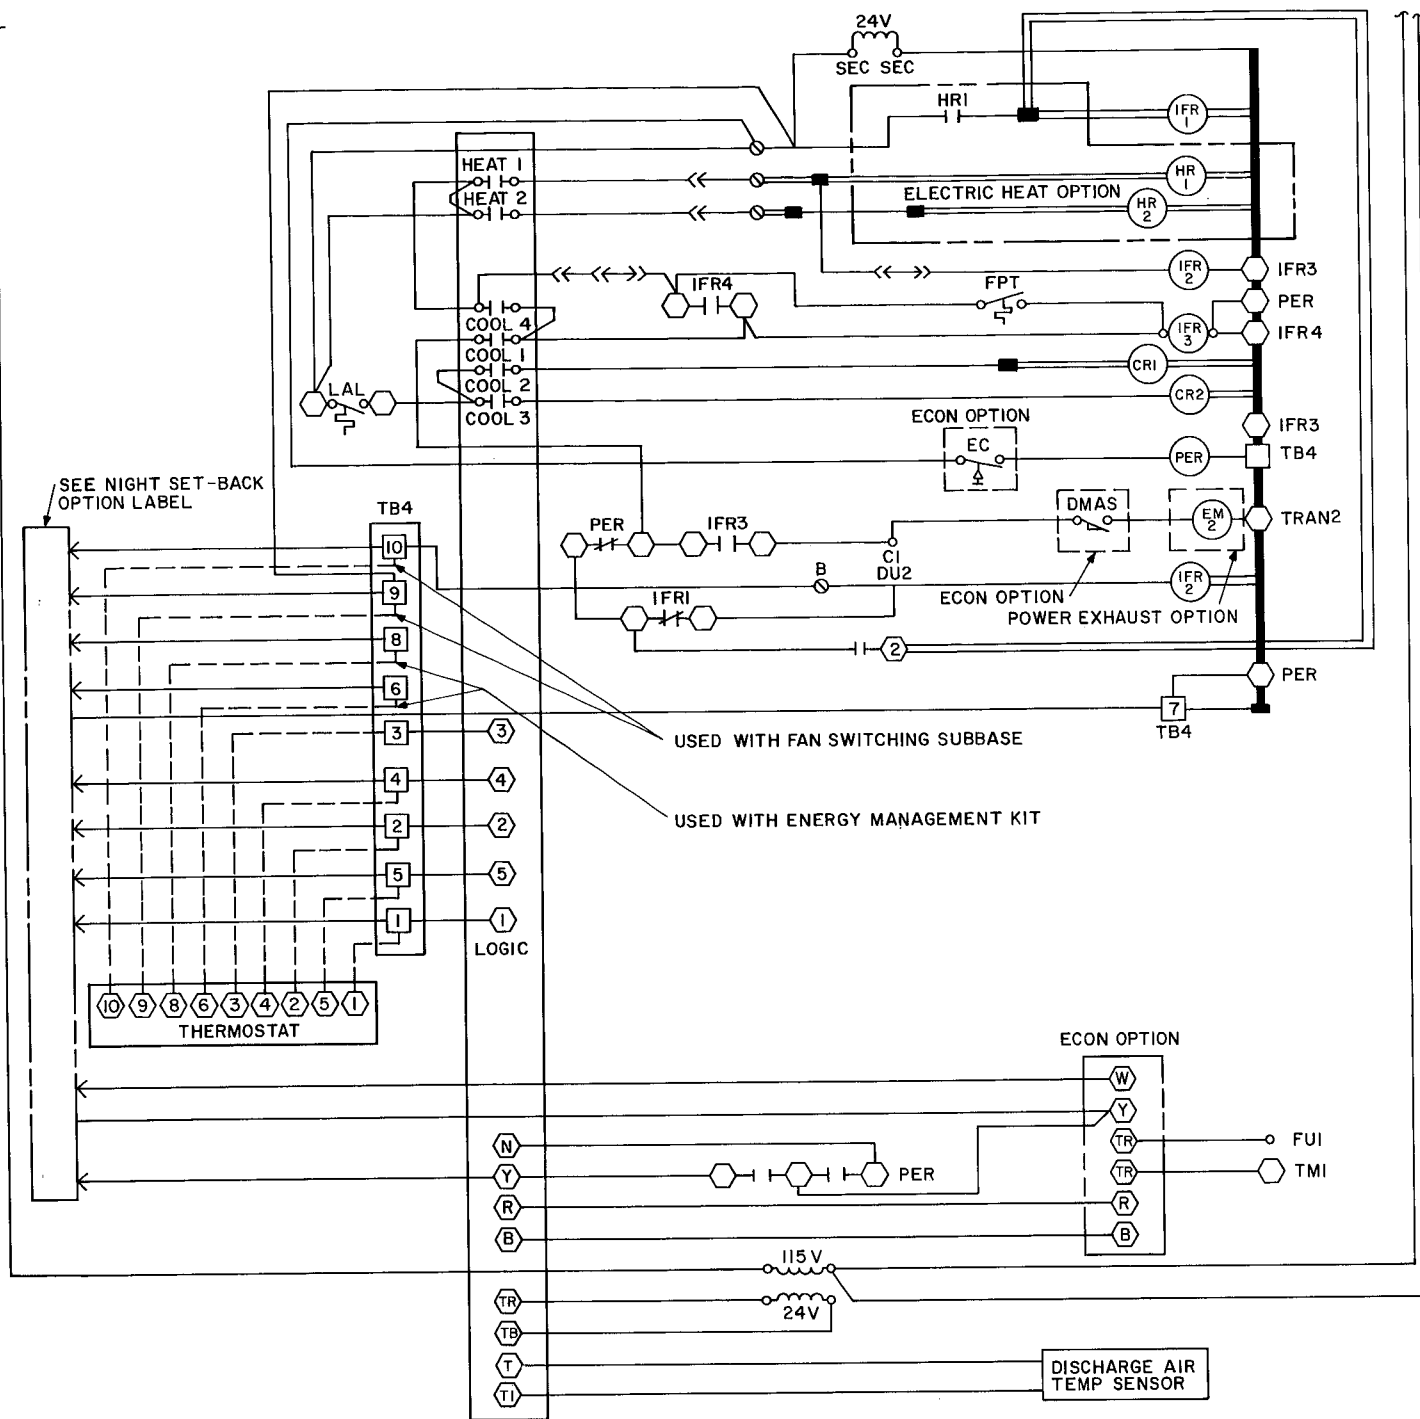 24V
SEC SEC
HR1
IFR 1
HEAT 1
HR 1
ELECTRIC HEAT OPTION
HEAT 2
HR 2
IFR 2
IFR3
IFR4
FPT
PER
COOL 4
IFR 3
IFR4
COOL 1
CR1
COOL 2
LAL
CR2
COOL 3
ECON OPTION
IFR3
EC
PER
TB4
SEE NIGHT SET-BACK
OPTION LABEL
TB4
DMAS
EM 2
TRAN2
PER
IFR3
10
C1
DU2
B
IFR 2
9
ECON OPTION
IFR1
POWER EXHAUST OPTION
8
2
6
PER
7
TB4
3
3
USED WITH FAN SWITCHING SUBBASE
4
4
USED WITH ENERGY MANAGEMENT KIT
2
2
5
5
1
1
LOGIC
10 9 8 6 3 4 2 5 1
THERMOSTAT
ECON OPTION
W
Y
N
TR
FU1
Y
PER
TR
TM1
R
R
B
B
115V
TR
24V
TB
T
DISCHARGE AIR
TEMP SENSOR
T1